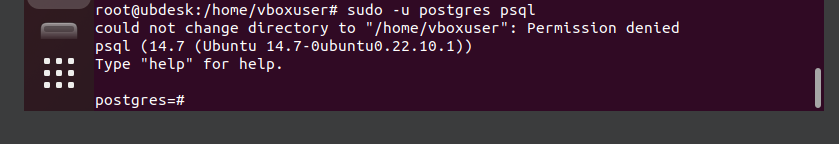 root@ubdesk:/home/vboxuser# sudo -u postgres psql
could not change directory to "/home/vboxuser": Permission denied
psql (14.7 (Ubuntu 14.7-0ubuntu0.22.10.1))
Type "help" for help.
postgres=#